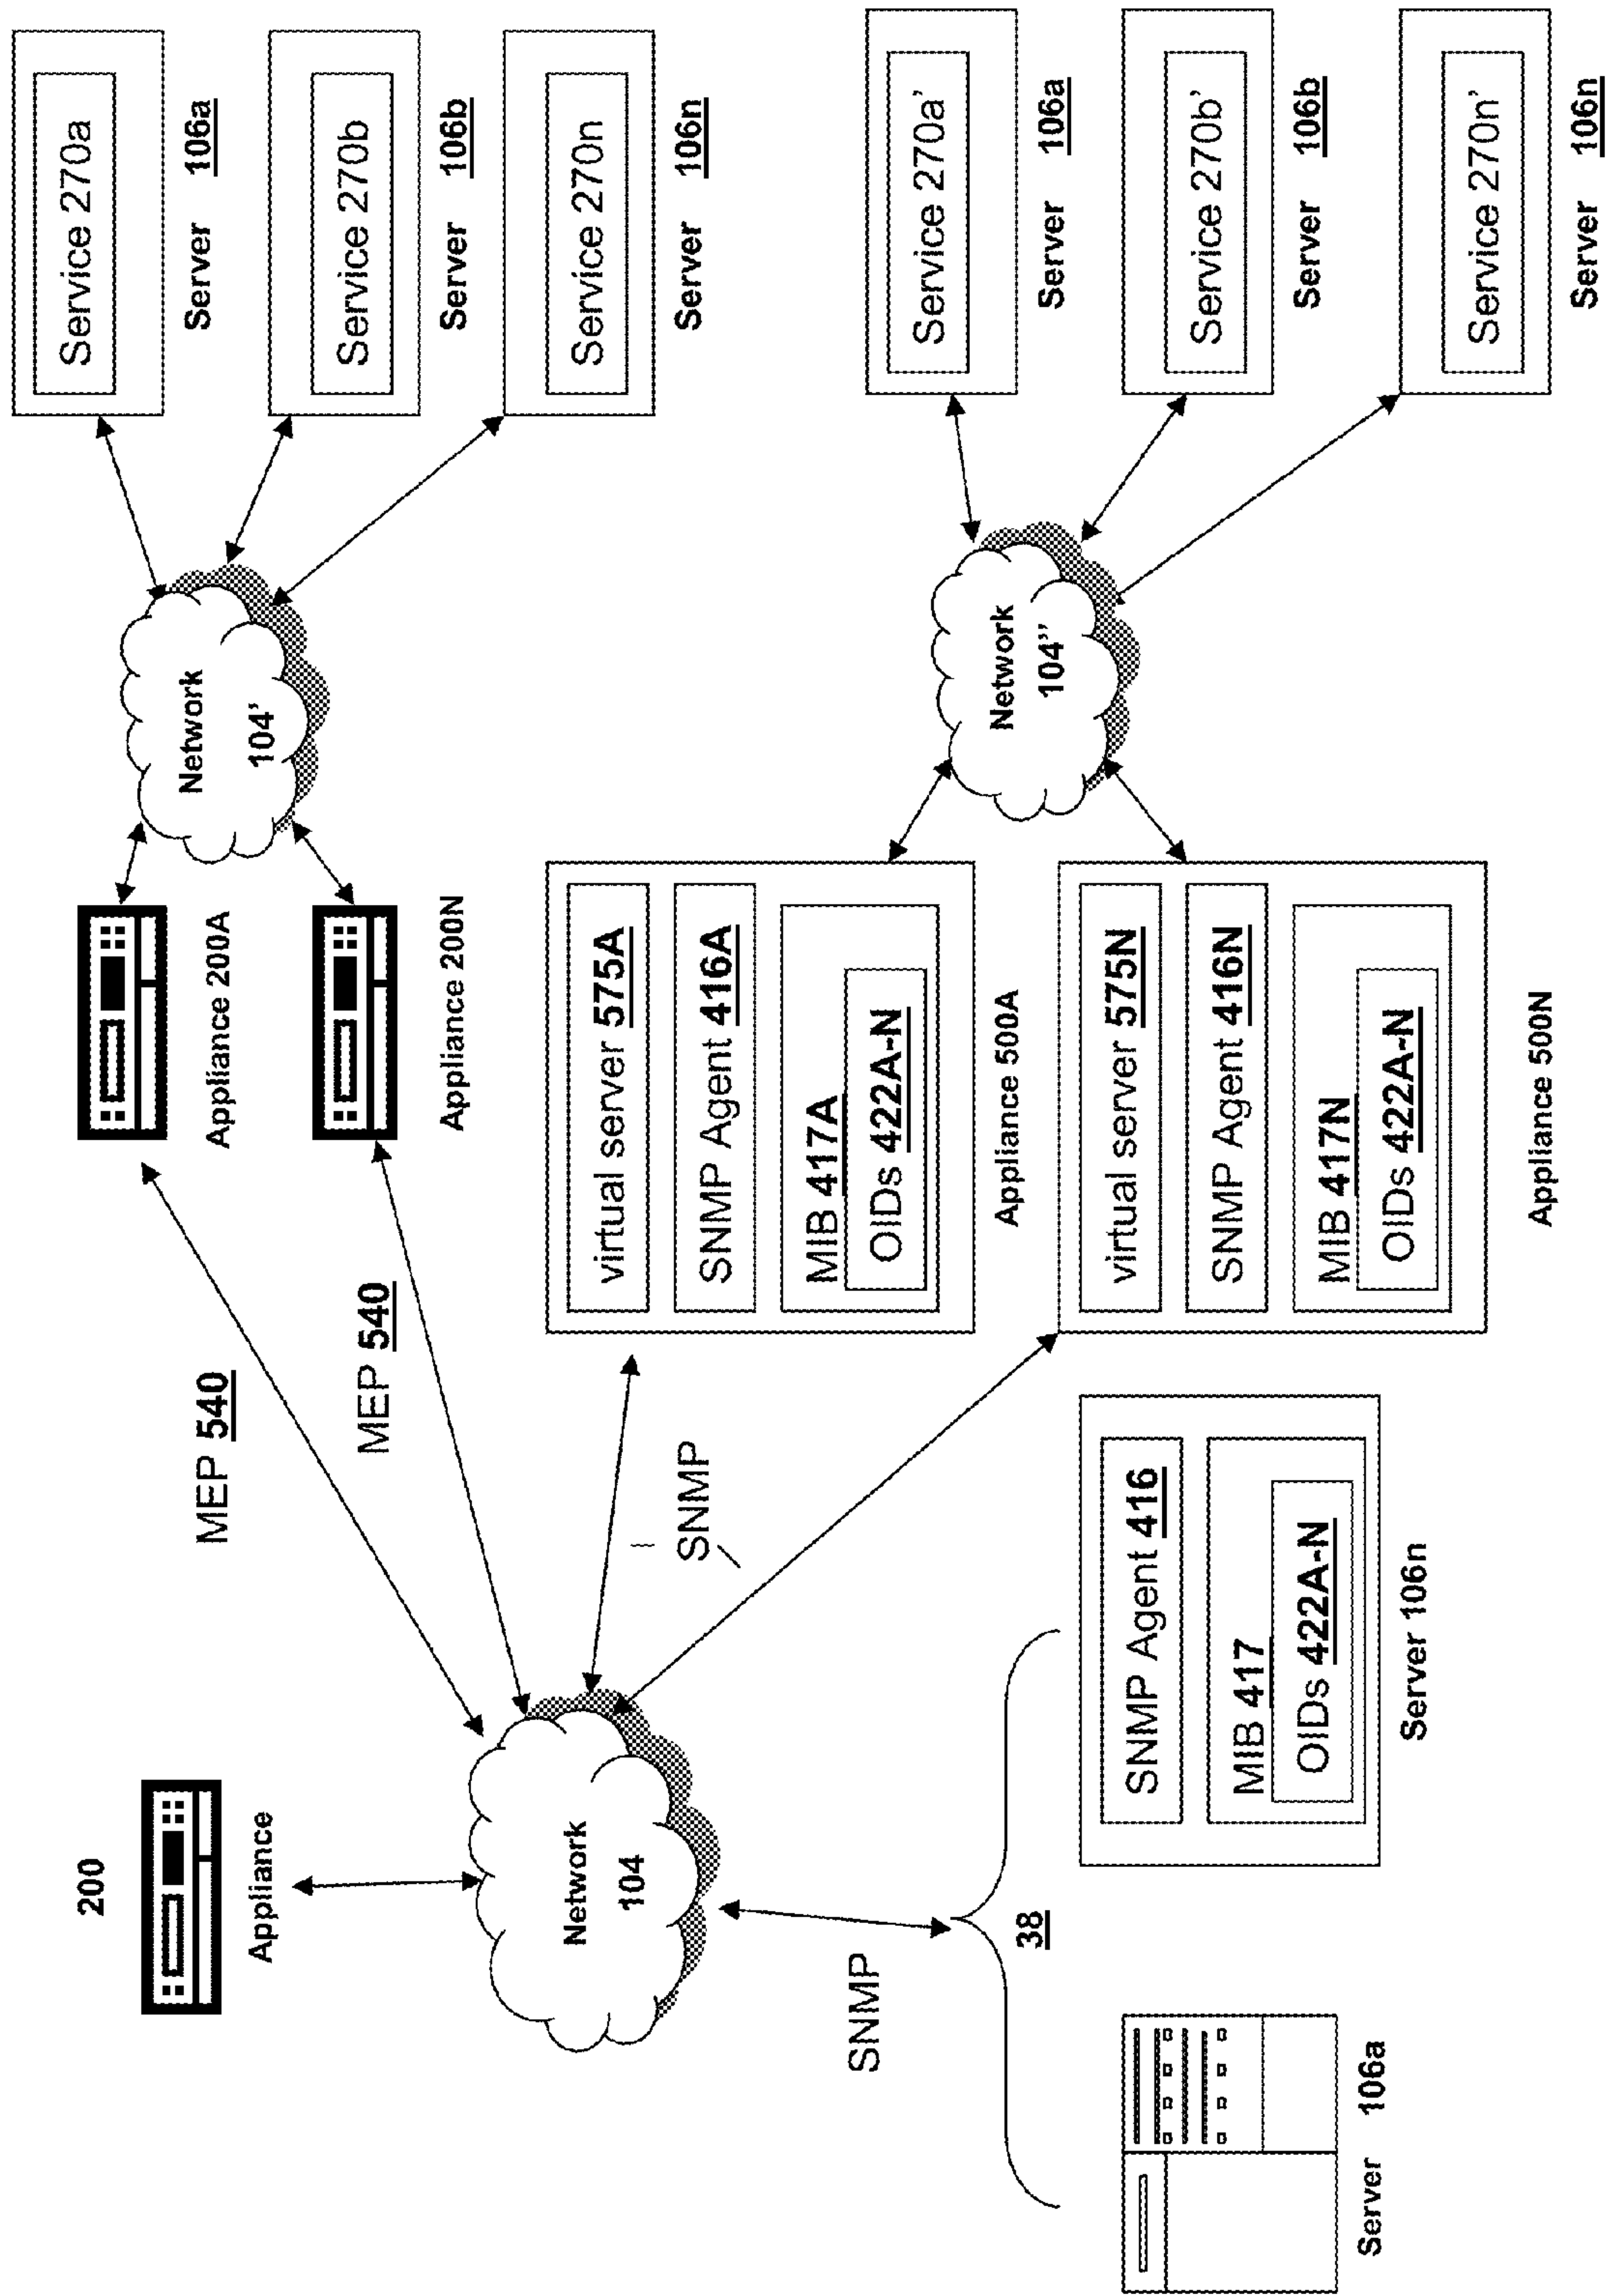 200
Appliance
MEP 540
MEP 540
Appliance 200A
Appliance 200N
Network
104'
Service 270a
Server 106a
Service 270b
Server 106b
Service 270n
Server 106n
Network
104
SNMP
virtual server 575A
SNMP Agent 416A
MIB 417A
OIDs 422A-N
Appliance 500A
virtual server 575N
SNMP Agent 416N
MIB 417N
OIDs 422A-N
Appliance 500N
Network
104''
Service 270a'
Server 106a
Service 270b'
Server 106b
Service 270n'
Server 106n
SNMP
38
Server 106a
SNMP Agent 416
MIB 417
OIDs 422A-N
Server 106n